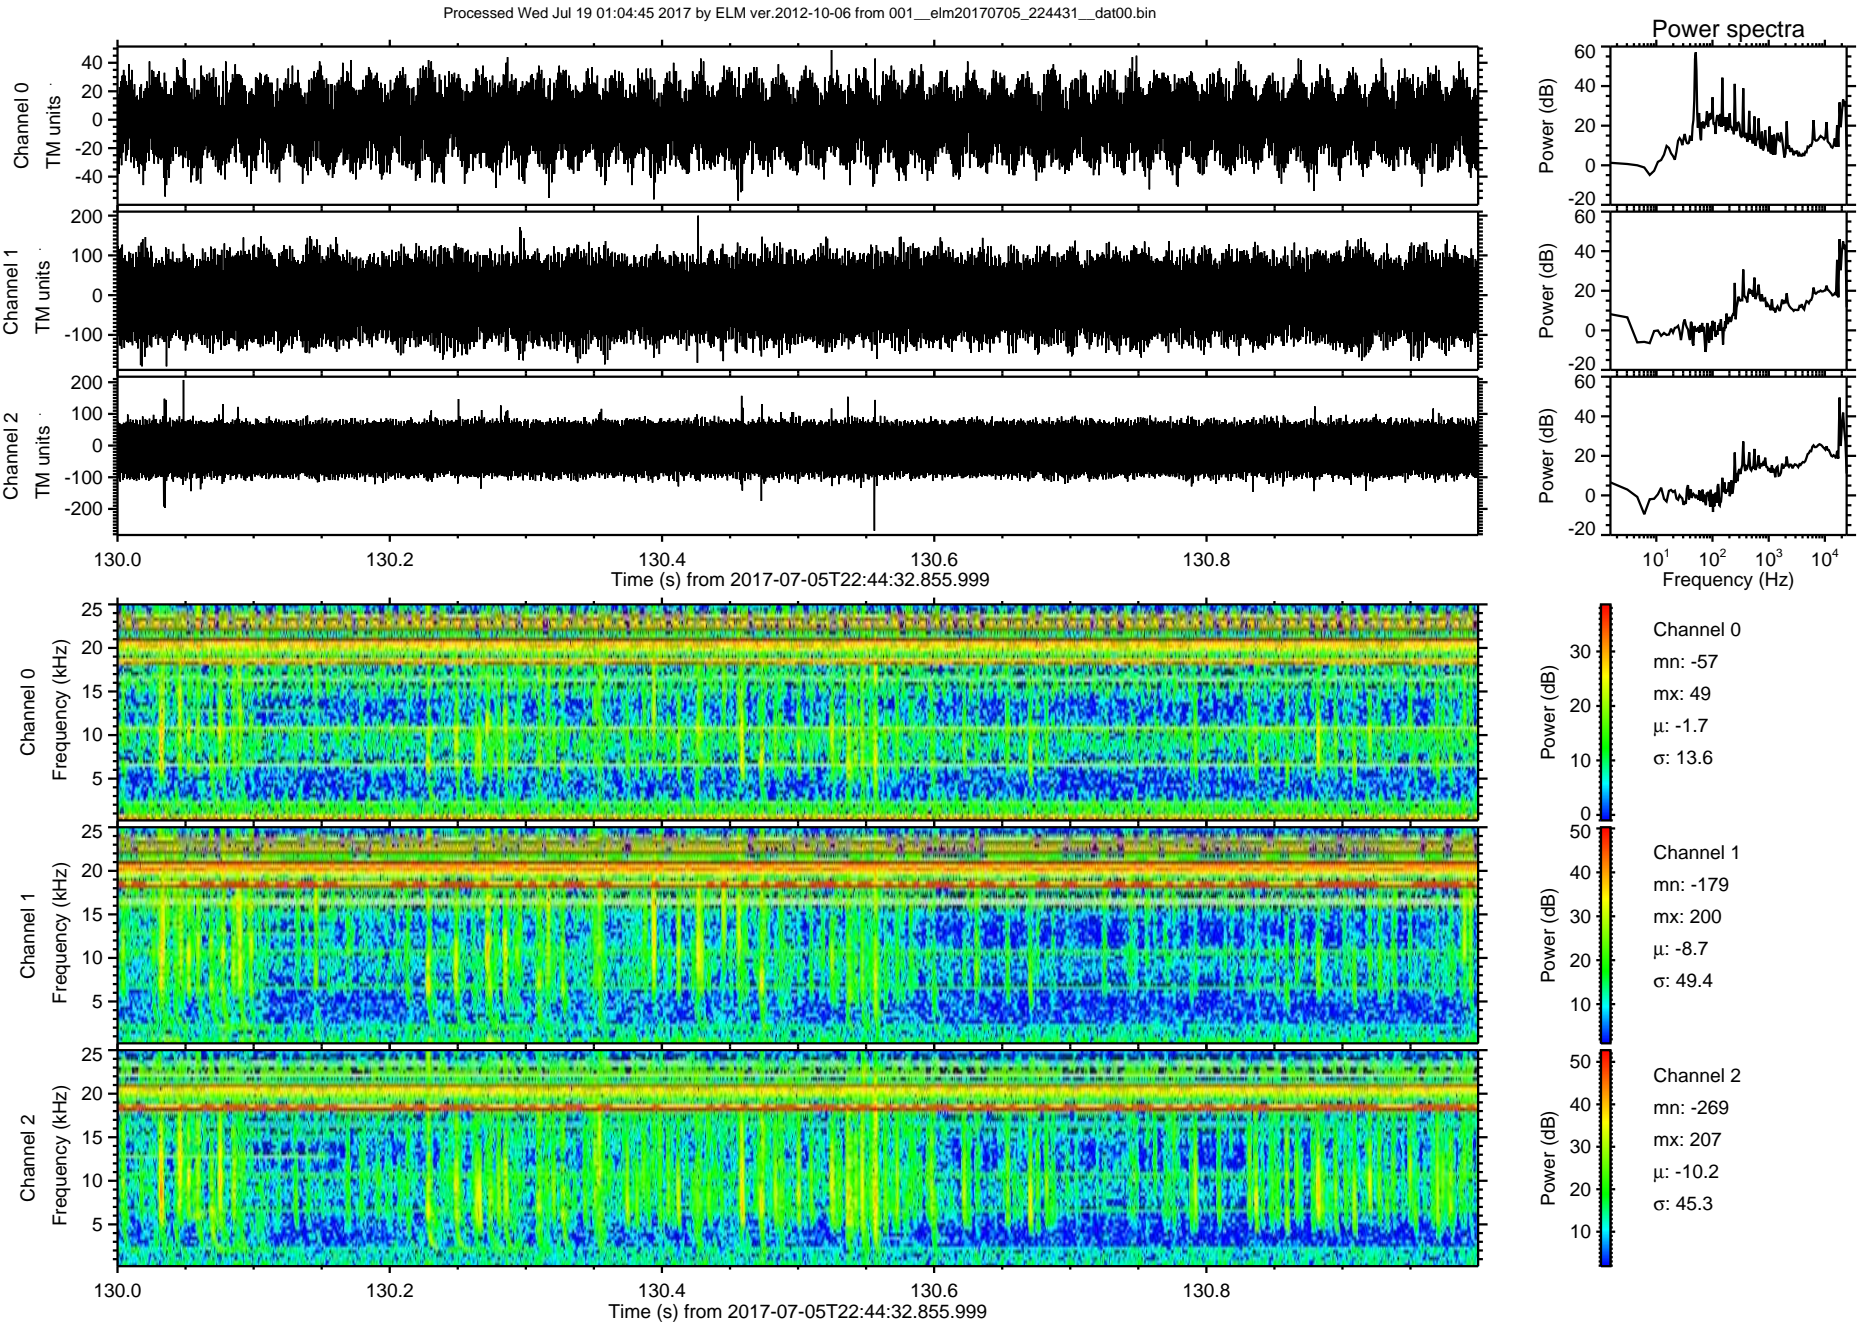 Processed Wed Jul 19 01:04:45 2017 by ELM ver.2012-10-06 from 001__elm20170705_224431__dat00.bin
Power spectra
Channel 0
TM units
40
20
0
-20
-40
Power (dB)
60
40
20
0
-20
Channel 1
TM units
200
100
0
-100
Power (dB)
60
40
20
0
-20
Channel 2
TM units
200
100
0
-100
-200
Power (dB)
60
40
20
0
-20
130.0 130.2 130.4 130.6 130.8
Time (s) from 2017-07-05T22:44:32.855.999
10^1 10^2 10^3 10^4
Frequency (Hz)
Channel 0
Frequency (kHz)
25
20
15
10
5
Power (dB)
30
20
10
0
Channel 0
mn: -57
mx: 49
μ: -1.7
σ: 13.6
Channel 1
Frequency (kHz)
25
20
15
10
5
Power (dB)
50
40
30
20
10
Channel 1
mn: -179
mx: 200
μ: -8.7
σ: 49.4
Channel 2
Frequency (kHz)
25
20
15
10
5
Power (dB)
50
40
30
20
10
Channel 2
mn: -269
mx: 207
μ: -10.2
σ: 45.3
130.0 130.2 130.4 130.6 130.8
Time (s) from 2017-07-05T22:44:32.855.999